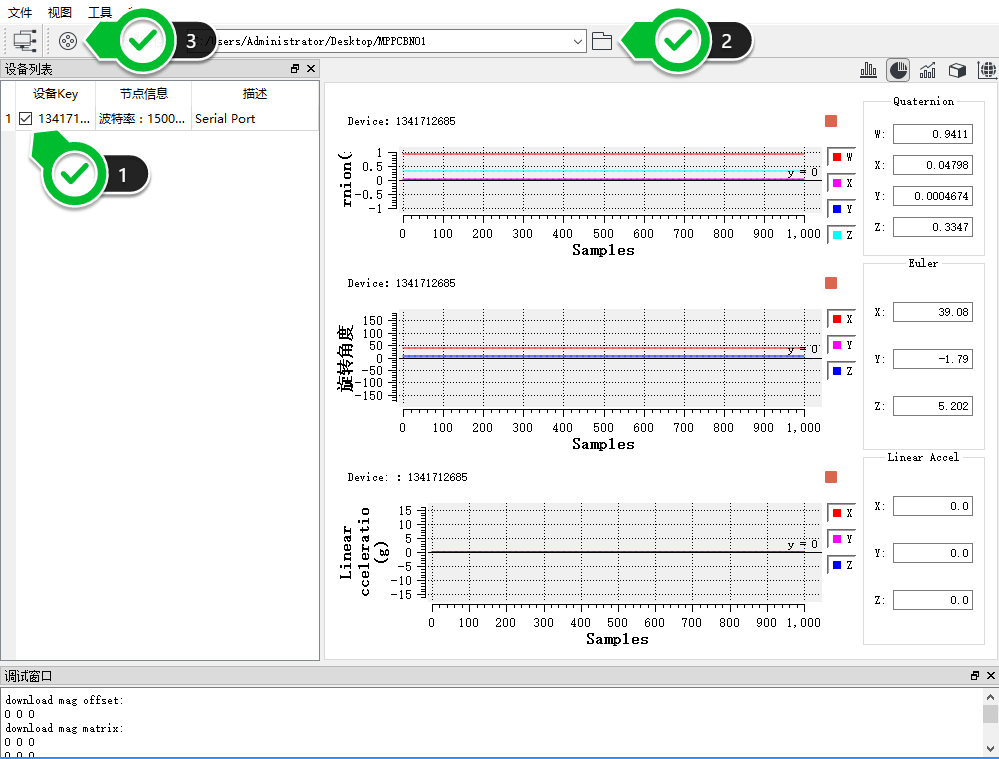 文件 视图 工具
3
:/Users/Administrator/Desktop/MPPCBNO1
2
设备列表
设备Key 节点信息 描述
1 134171... 波特率：1500... Serial Port
1
Device: 1341712685
rnion(
1
0.5
0
-0.5
-1
y = 0
W
X
Y
Z
0 100 200 300 400 500 600 700 800 900 1,000
Samples
Device: 1341712685
旋转角度
150
100
50
0
-50
-100
-150
y = 0
X
Y
Z
0 100 200 300 400 500 600 700 800 900 1,000
Samples
Device: : 1341712685
Linear
cceleratio
(g)
15
10
5
0
-5
-10
-15
y = 0
X
Y
Z
0 100 200 300 400 500 600 700 800 900 1,000
Samples
Quaternion
W: 0.9411
X: 0.04798
Y: 0.0004674
Z: 0.3347
Euler
X: 39.08
Y: -1.79
Z: 5.202
Linear Accel
X: 0.0
Y: 0.0
Z: 0.0
调试窗口
download mag offset:
0 0 0
download mag matrix:
0 0 0
0 0 0